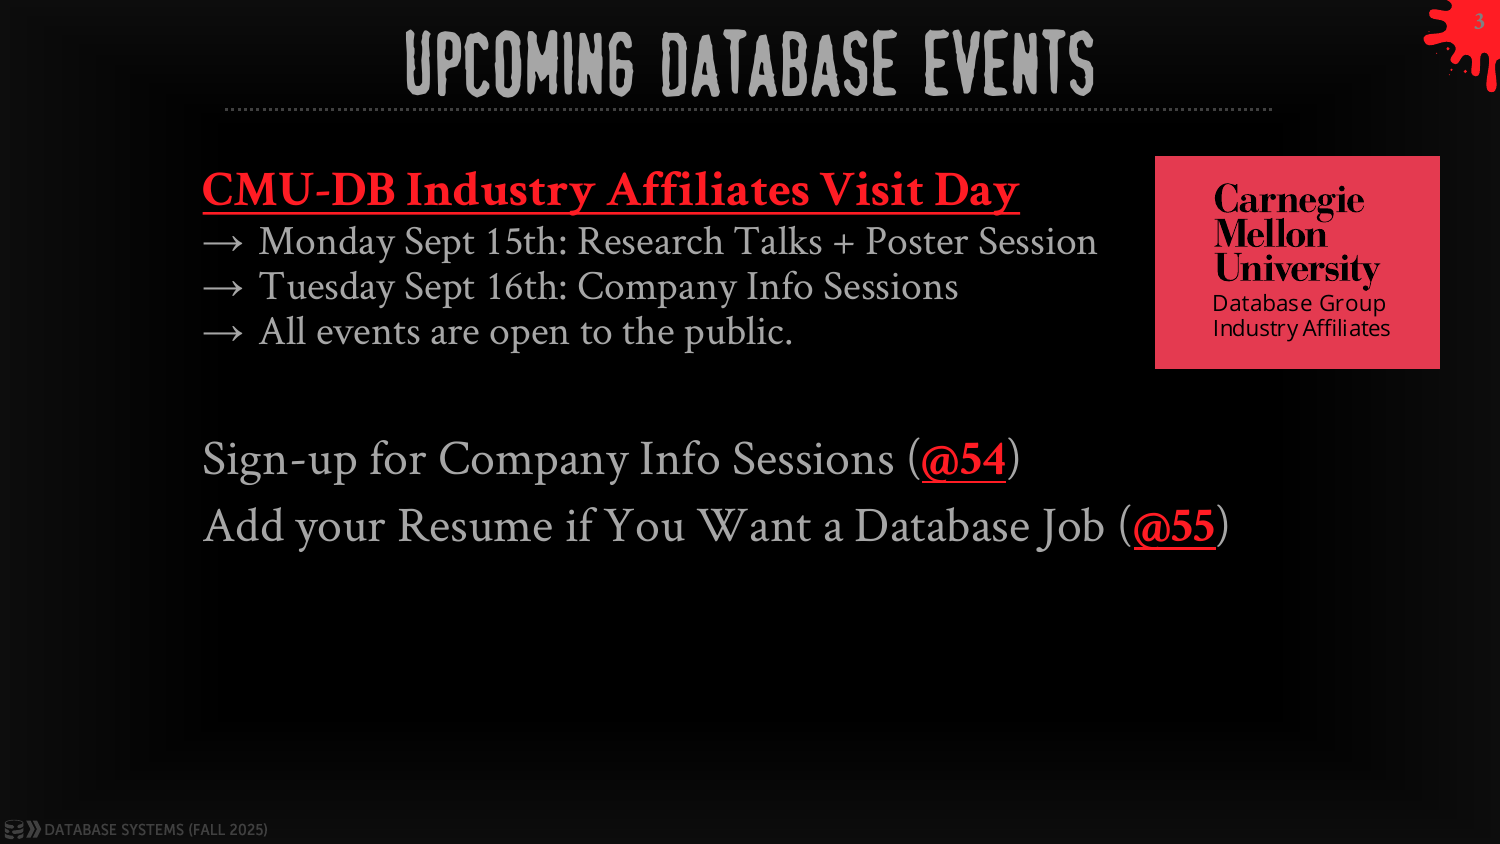 3
UPCOMING DATABASE EVENTS
CMU-DB Industry Affiliates Visit Day
→ Monday Sept 15th: Research Talks + Poster Session
→ Tuesday Sept 16th: Company Info Sessions
→ All events are open to the public.
Carnegie
Mellon
University
Database Group
Industry Affiliates
Sign-up for Company Info Sessions (@54)
Add your Resume if You Want a Database Job (@55)
DATABASE SYSTEMS (FALL 2025)